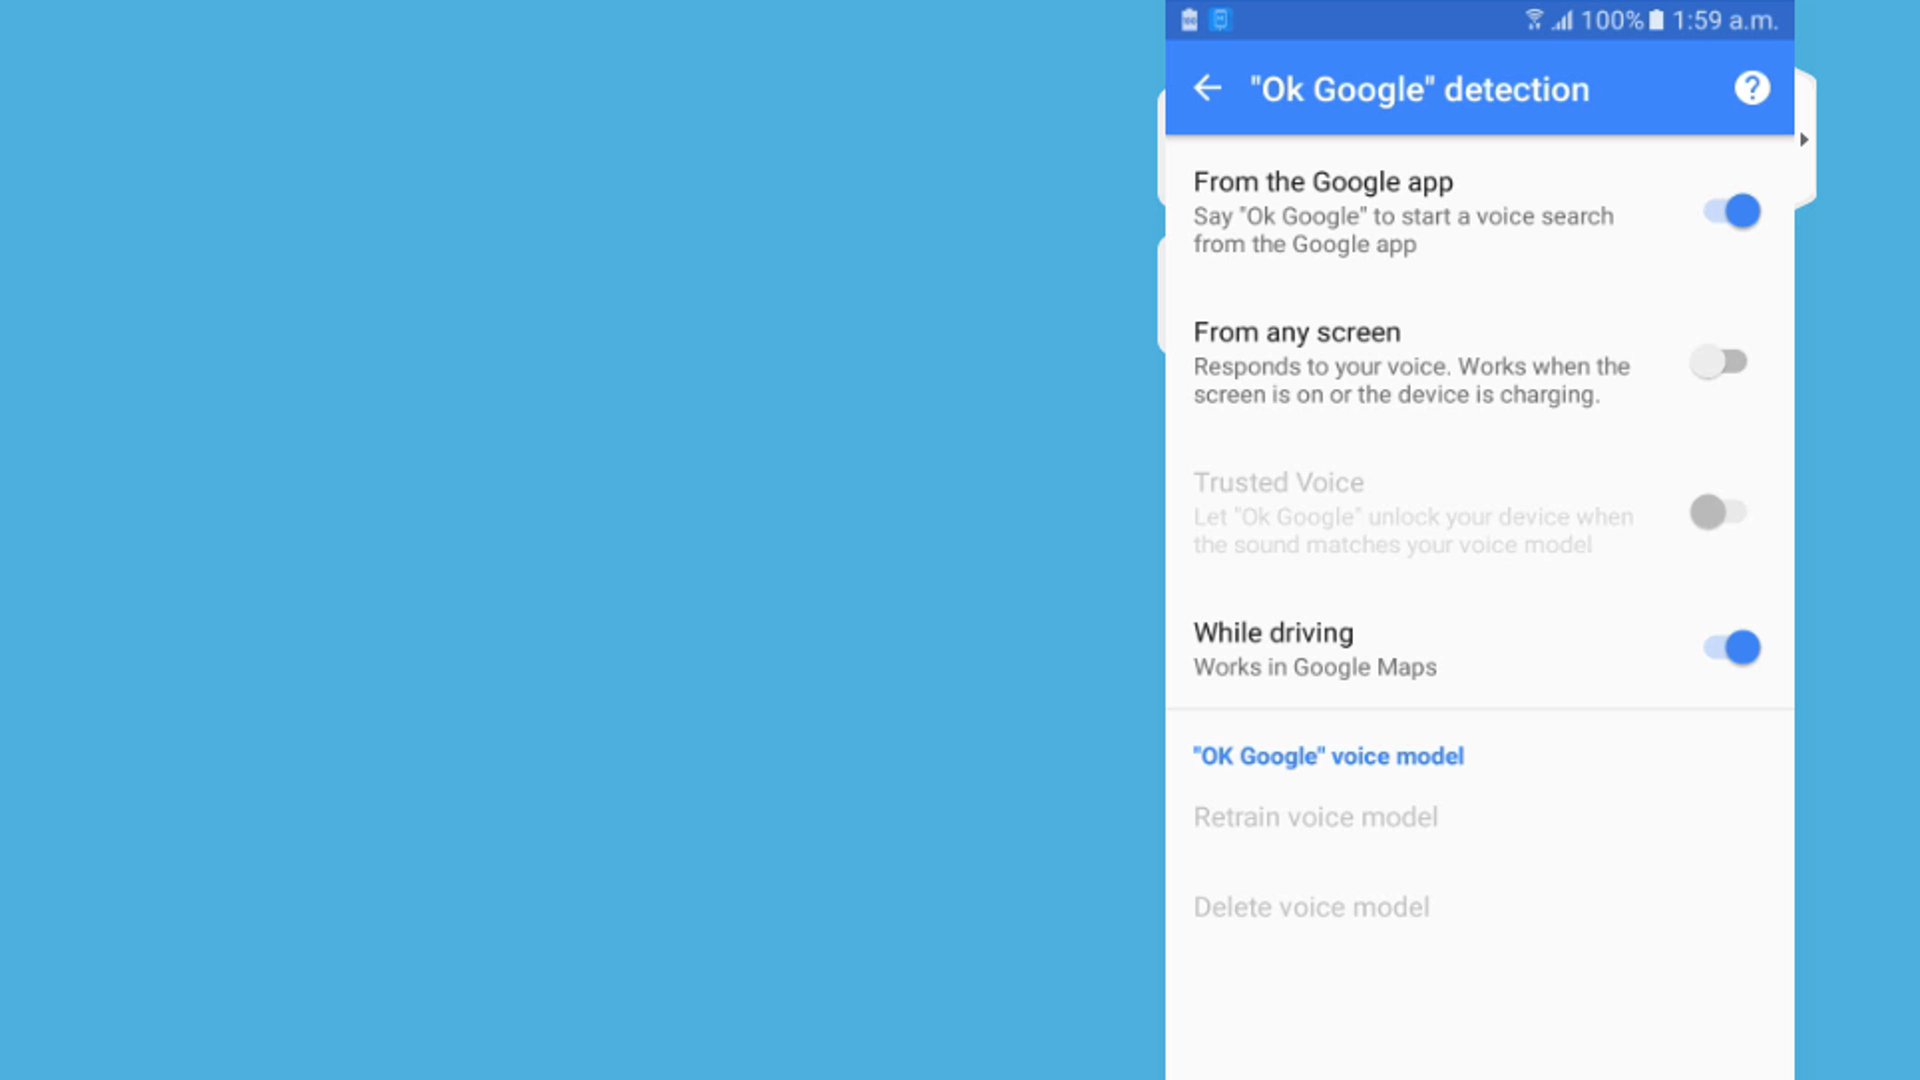 100% 1:59 a.m.
"Ok Google" detection
From the Google app
Say "Ok Google" to start a voice search
from the Google app
From any screen
Responds to your voice. Works when the
screen is on or the device is charging.
Trusted Voice
Let "Ok Google" unlock your device when
the sound matches your voice model
While driving
Works in Google Maps
"OK Google" voice model
Retrain voice model
Delete voice model